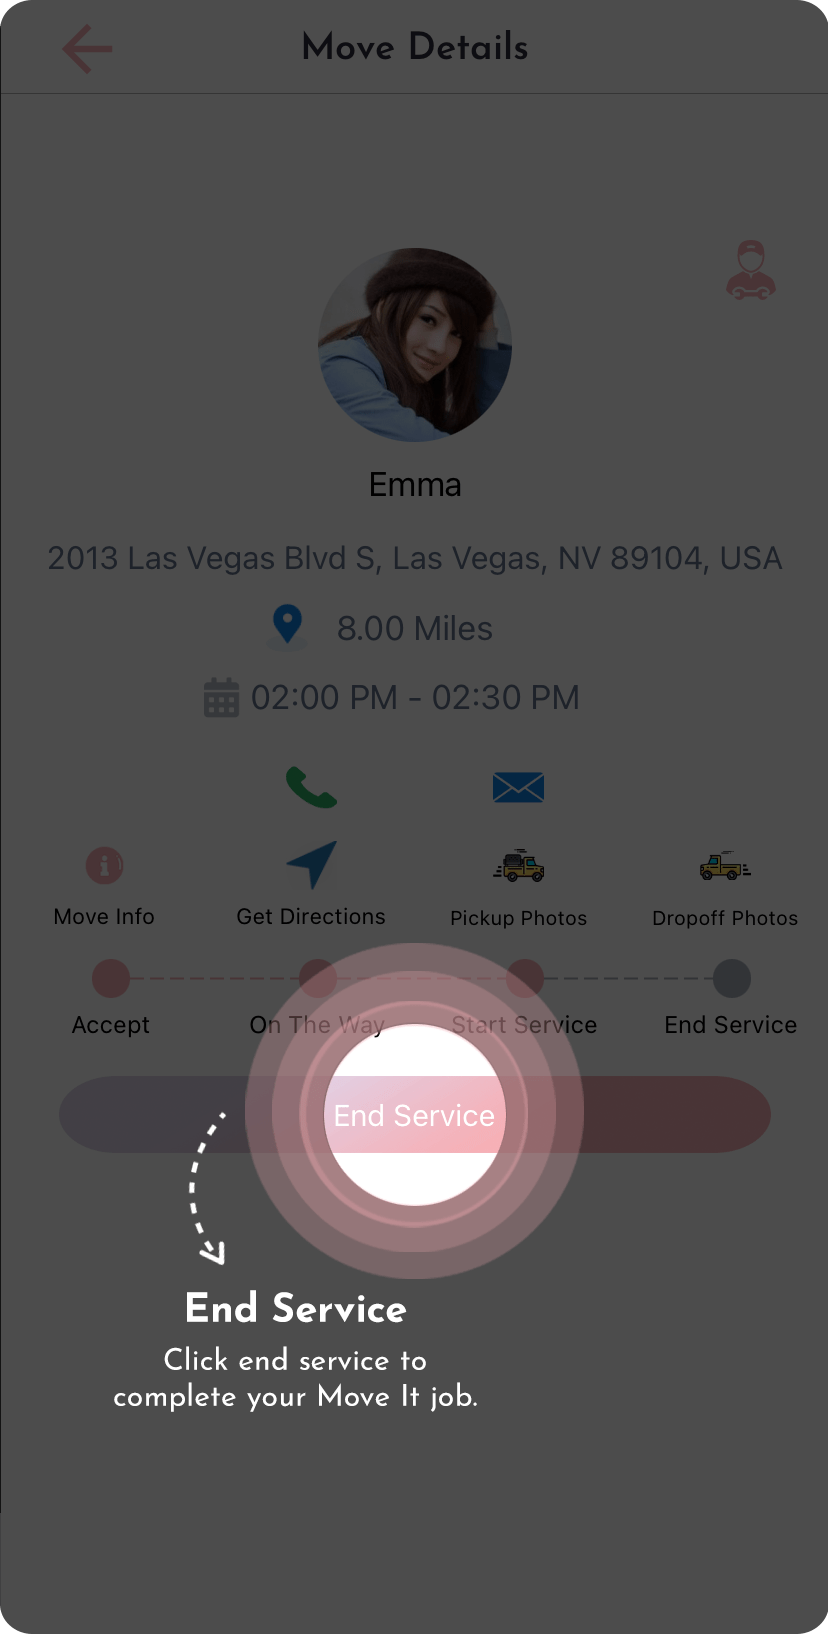 Move Details
Emma
2013 Las Vegas Blvd S, Las Vegas, NV 89104, USA
8.00 Miles
02:00 PM - 02:30 PM
Move Info
Get Directions
Pickup Photos
Dropoff Photos
Accept
On The Way
Start Service
End Service
End Service
End Service
Click end service to
complete your Move It job.